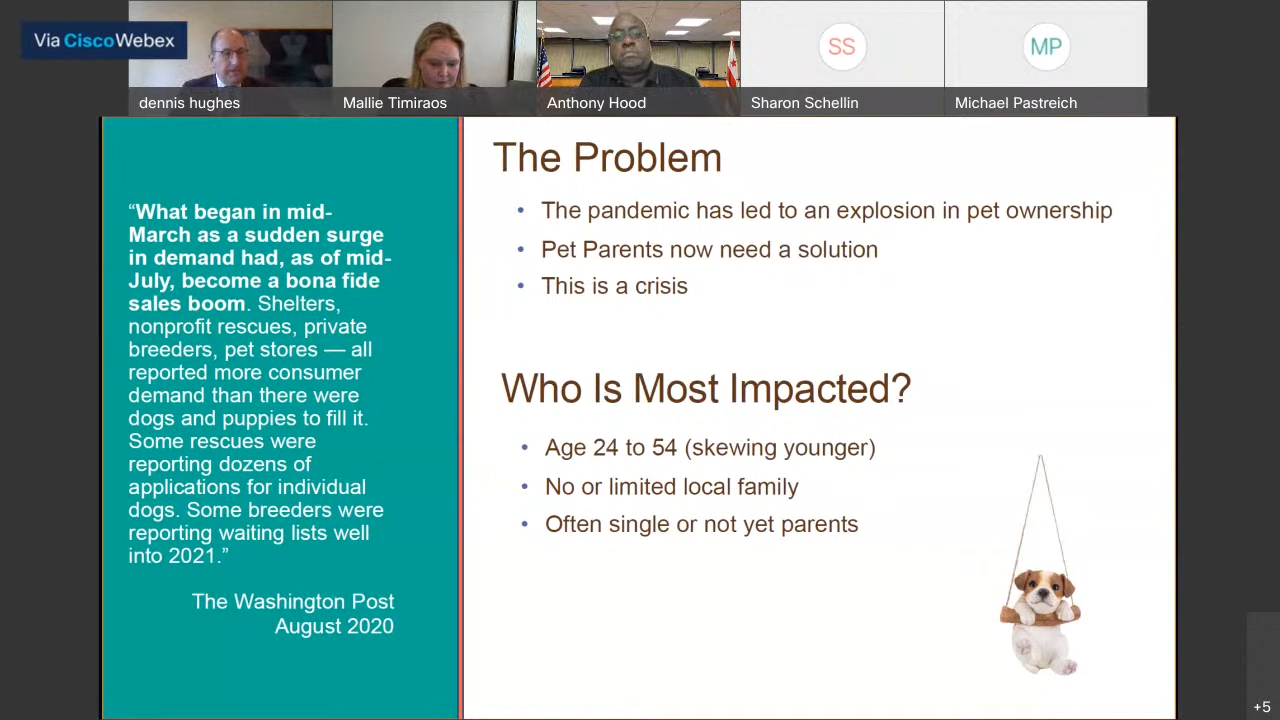 Via Cisco Webex
dennis hughes
Mallie Timiraos
Anthony Hood
SS
Sharon Schellin
MP
Michael Pastreich
“What began in mid-
March as a sudden surge
in demand had, as of mid-
July, become a bona fide
sales boom. Shelters,
nonprofit rescues, private
breeders, pet stores — all
reported more consumer
demand than there were
dogs and puppies to fill it.
Some rescues were
reporting dozens of
applications for individual
dogs. Some breeders were
reporting waiting lists well
into 2021.”
The Washington Post
August 2020
The Problem
• The pandemic has led to an explosion in pet ownership
• Pet Parents now need a solution
• This is a crisis
Who Is Most Impacted?
• Age 24 to 54 (skewing younger)
• No or limited local family
• Often single or not yet parents
+5